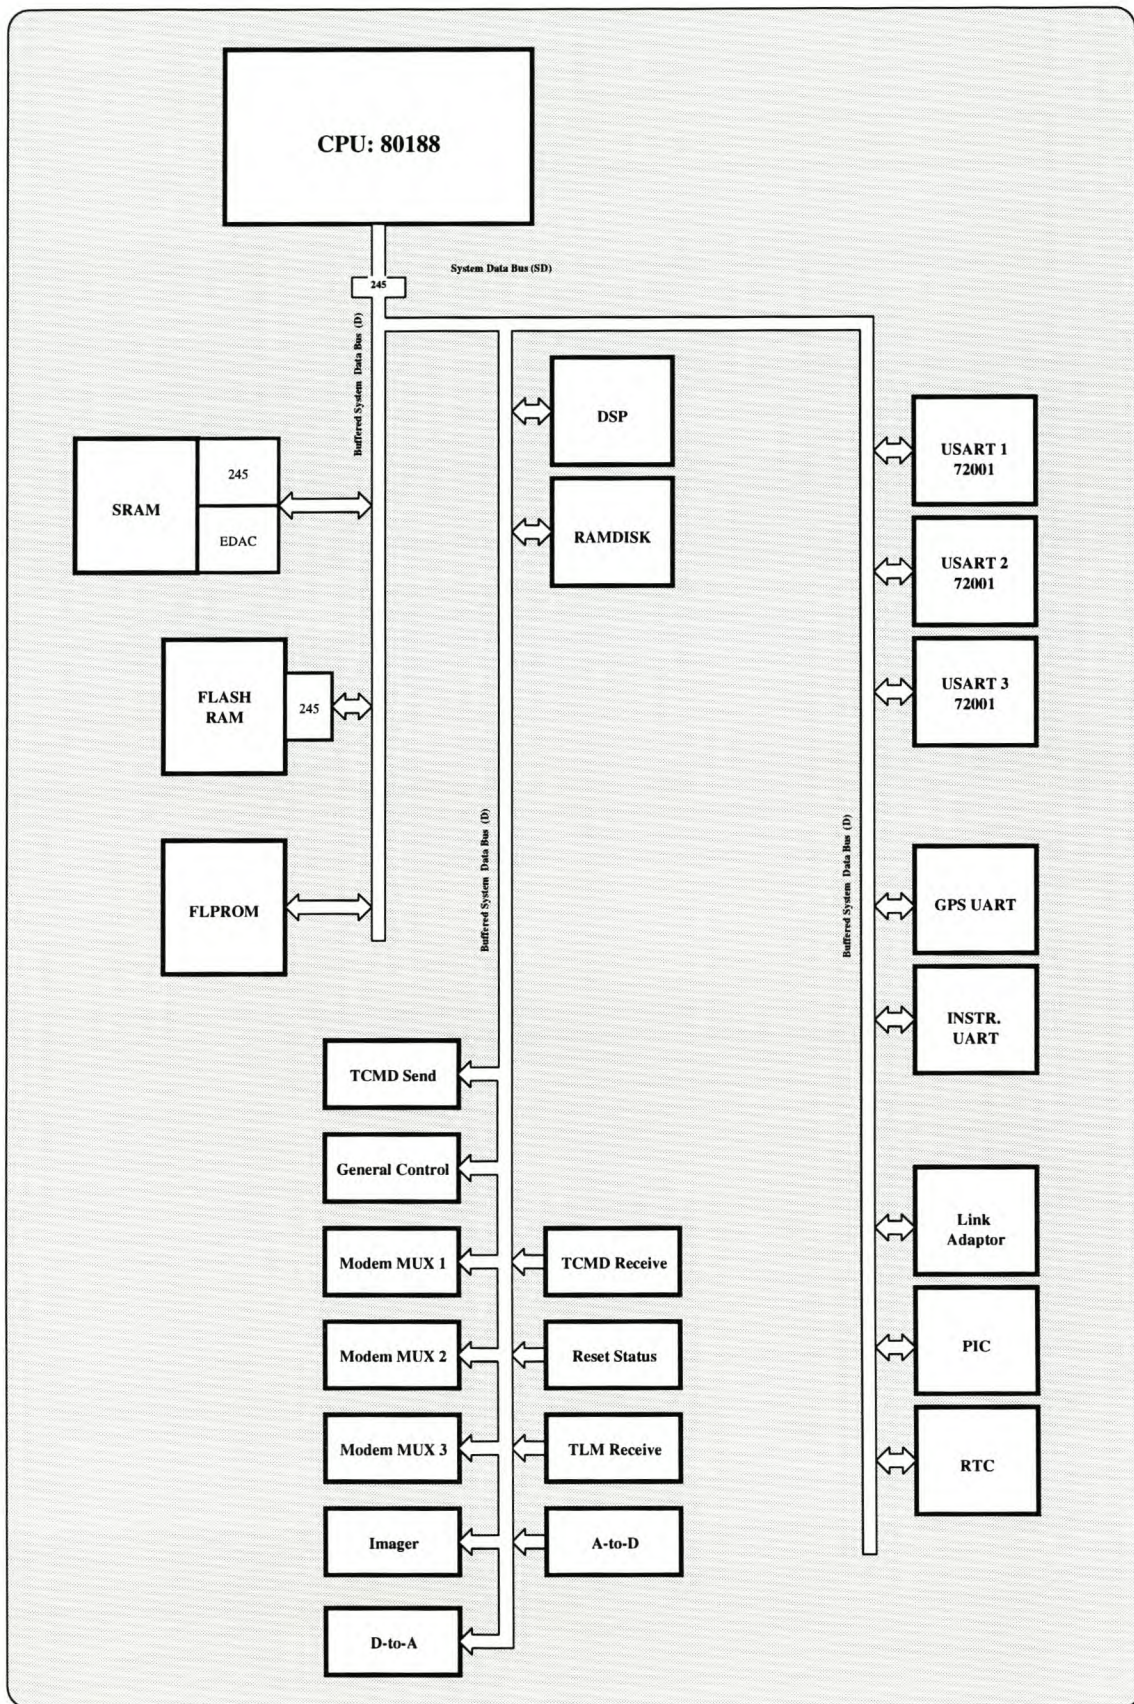 CPU: 80188
System Data Bus (SD)
245
Buffered System Data Bus (D)
DSP
USART 1
72001
245
SRAM
EDAC
RAMDISK
USART 2
72001
FLASH
RAM
245
USART 3
72001
Buffered System Data Bus (D)
Buffered System Data Bus (D)
FLPROM
GPS UART
INSTR.
UART
TCMD Send
General Control
Link
Adaptor
Modem MUX 1
TCMD Receive
PIC
Modem MUX 2
Reset Status
Modem MUX 3
TLM Receive
RTC
Imager
A-to-D
D-to-A